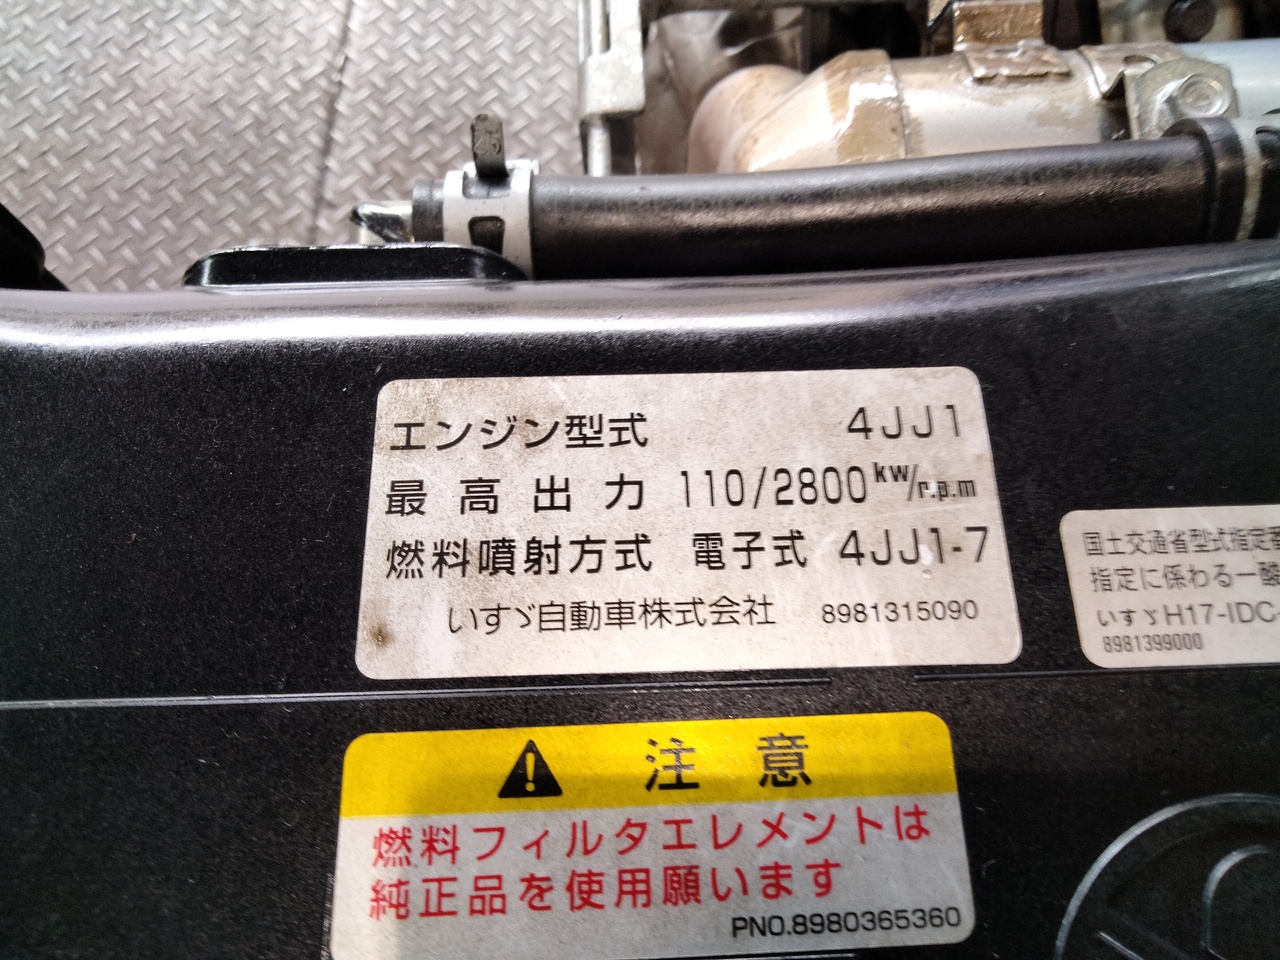 エンジン型式 4JJ1
最高出力 110/2800kw/r.p.m
燃料噴射方式 電子式 4JJ1-7
いすゞ自動車株式会社 8981315090
国土交通省型式指定番
指定に係わる一酸
いすゞH17-IDC-
8981399000
注意
燃料フィルタエレメントは
純正品を使用願います
PNO.8980365360